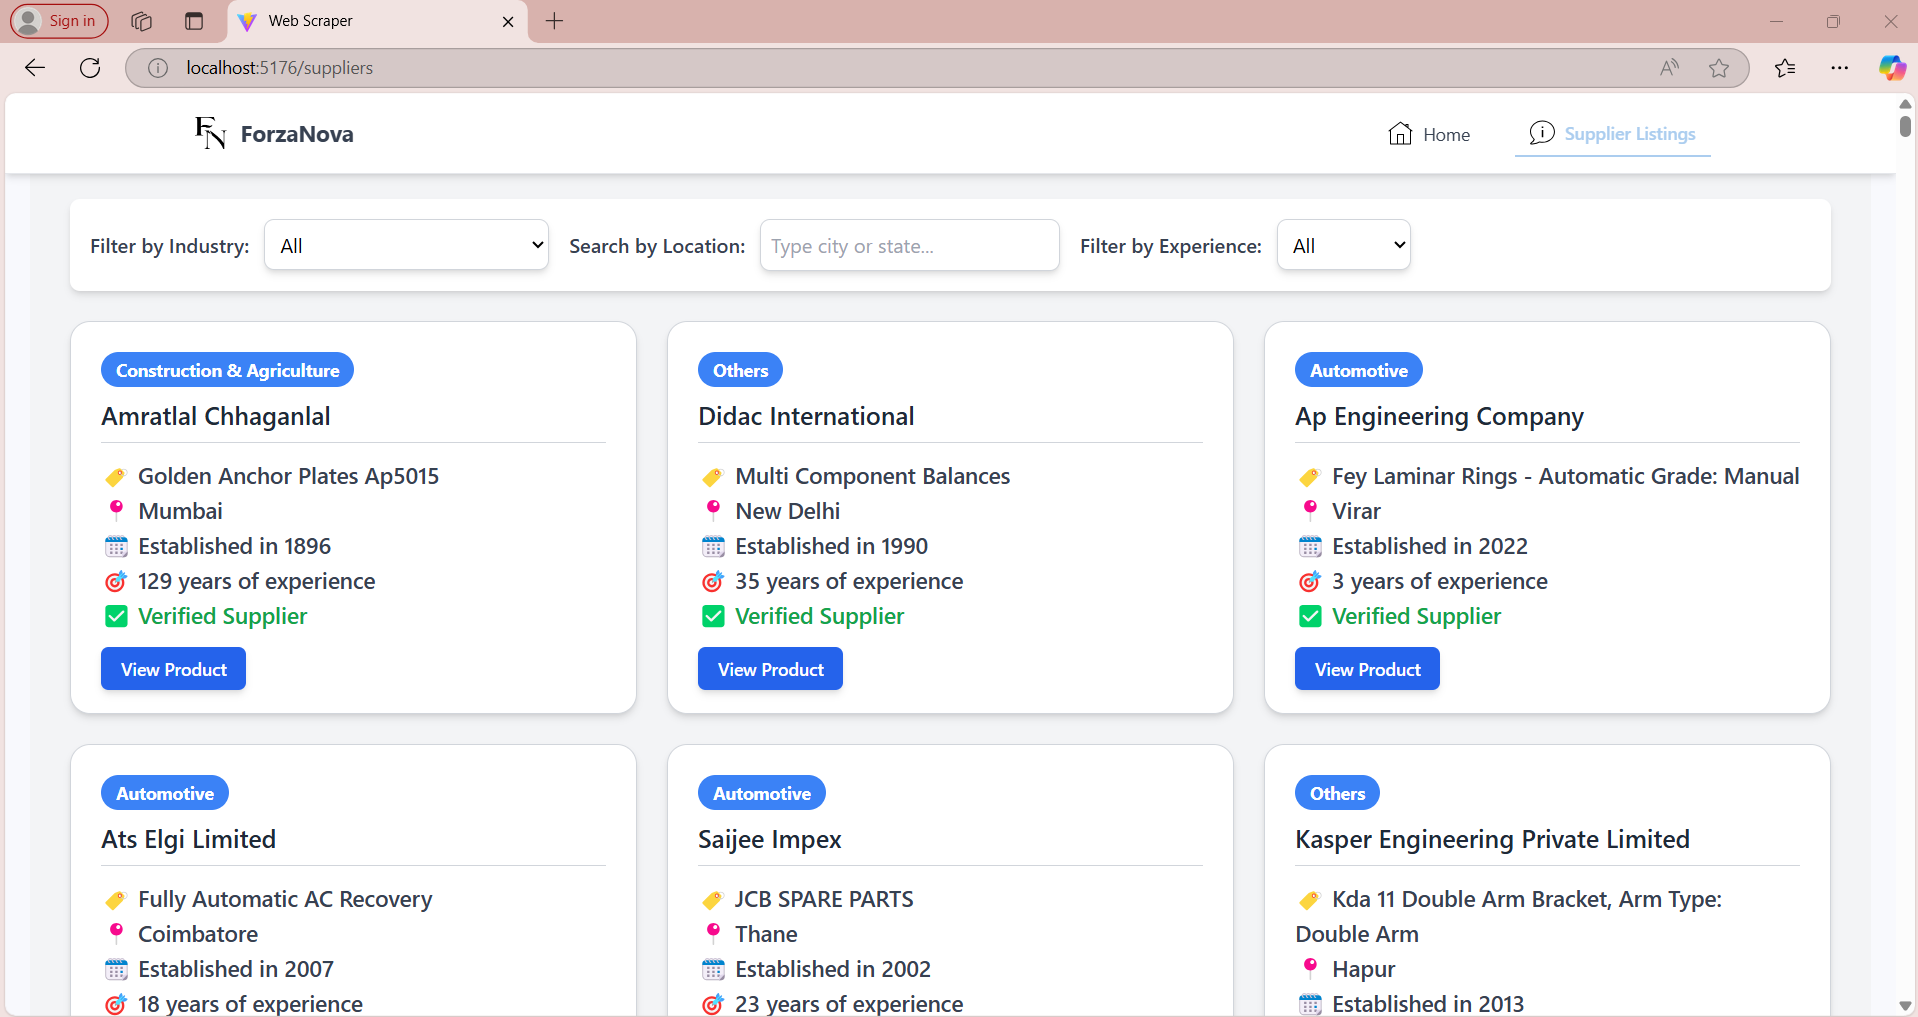 Sign in
Web Scraper
localhost:5176/suppliers
FN
ForzaNova
Home
Supplier Listings
Filter by Industry:
All
Search by Location:
Type city or state...
Filter by Experience:
All
Construction & Agriculture
Amratlal Chhaganlal
Golden Anchor Plates Ap5015
Mumbai
Established in 1896
129 years of experience
Verified Supplier
View Product
Others
Didac International
Multi Component Balances
New Delhi
Established in 1990
35 years of experience
Verified Supplier
View Product
Automotive
Ap Engineering Company
Fey Laminar Rings - Automatic Grade: Manual
Virar
Established in 2022
3 years of experience
Verified Supplier
View Product
Automotive
Ats Elgi Limited
Fully Automatic AC Recovery
Coimbatore
Established in 2007
18 years of experience
Automotive
Saijee Impex
JCB SPARE PARTS
Thane
Established in 2002
23 years of experience
Others
Kasper Engineering Private Limited
Kda 11 Double Arm Bracket, Arm Type:
Double Arm
Hapur
Established in 2013